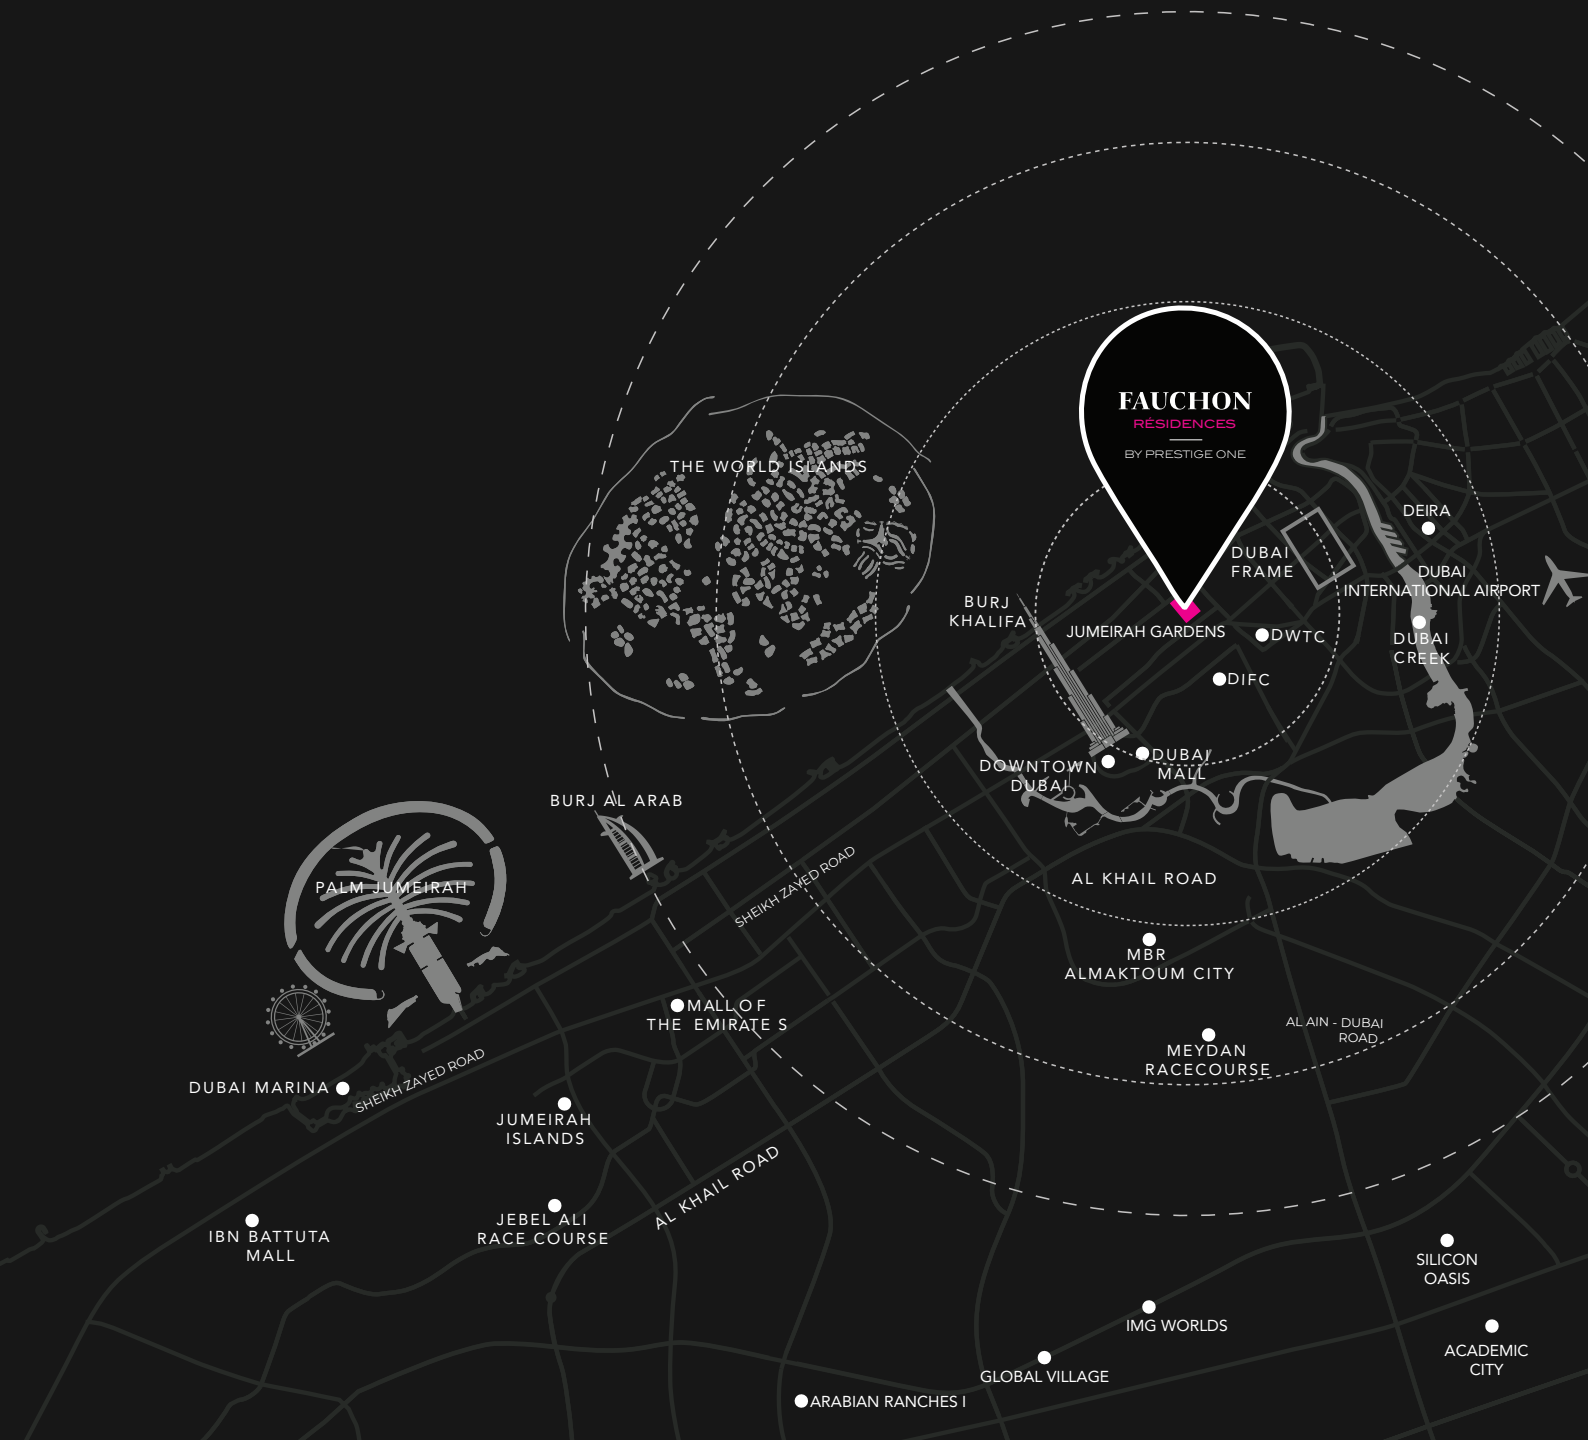 FAUCHON
RÉSIDENCES
BY PRESTIGE ONE
THE WORLD ISLANDS
DEIRA
DUBAI
FRAME
DUBAI
INTERNATIONAL AIRPORT
BURJ
KHALIFA
JUMEIRAH GARDENS
DWTC
DUBAI
CREEK
DIFC
DOWNTOWN
DUBAI
DUBAI
MALL
BURJ AL ARAB
PALM JUMEIRAH
SHEIKH ZAYED ROAD
AL KHAIL ROAD
MBR
ALMAKTOUM CITY
MALL OF
THE EMIRATE S
AL AIN - DUBAI
ROAD
MEYDAN
RACECOURSE
DUBAI MARINA
SHEIKH ZAYED ROAD
JUMEIRAH
ISLANDS
AL KHAIL ROAD
IBN BATTUTA
MALL
JEBEL ALI
RACE COURSE
SILICON
OASIS
IMG WORLDS
ACADEMIC
CITY
GLOBAL VILLAGE
ARABIAN RANCHES I